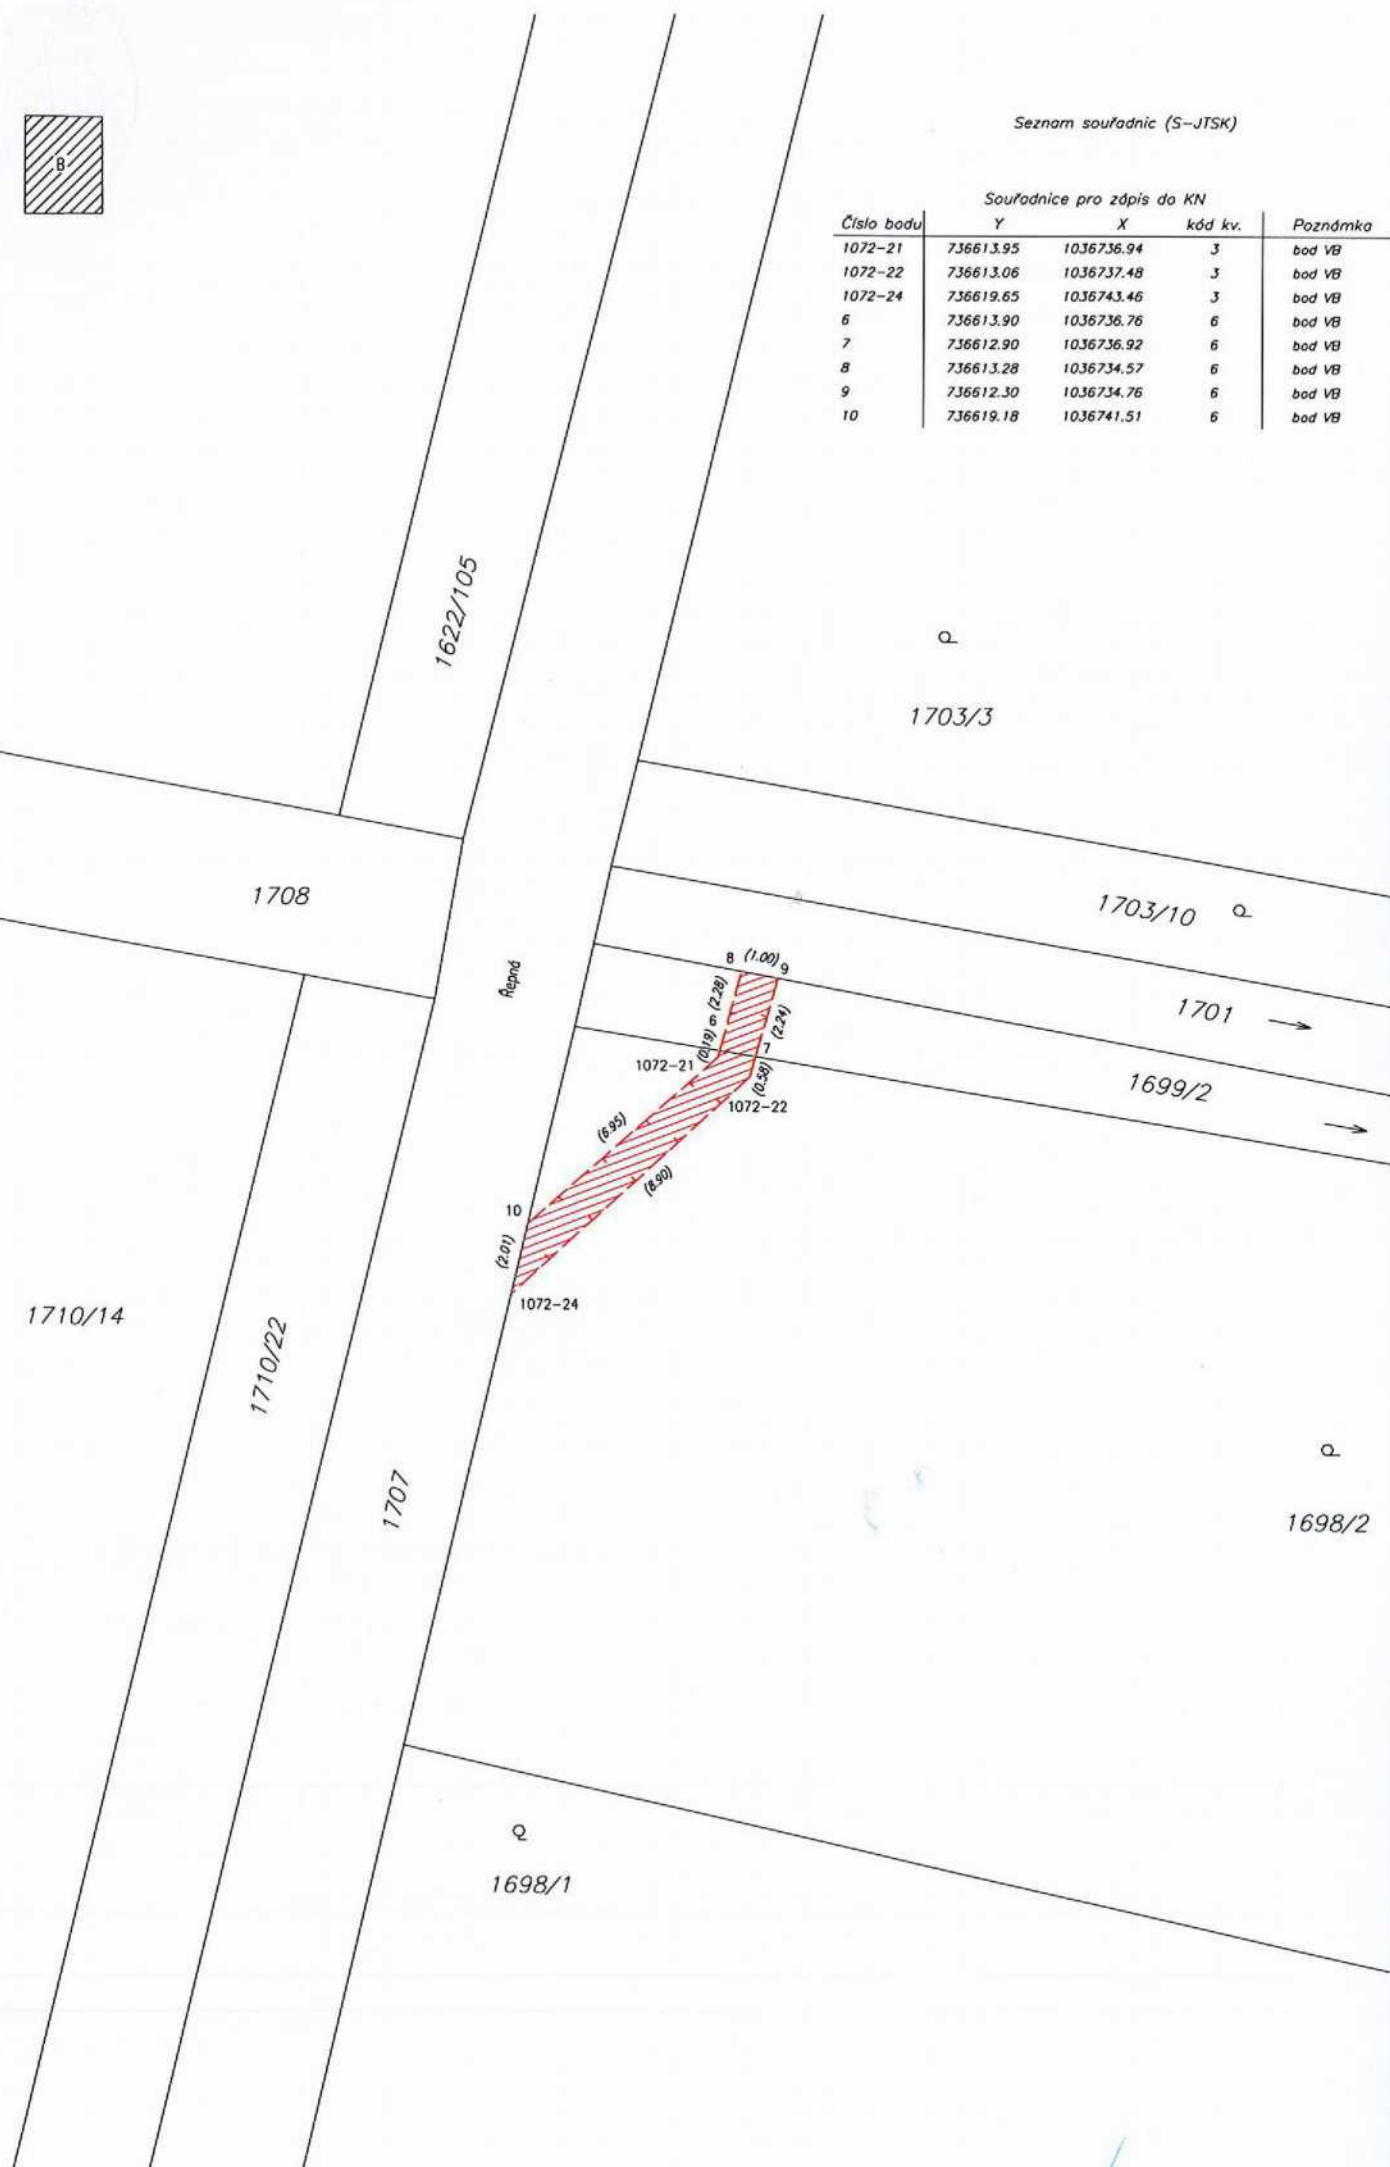 Seznam souřadnic (S-JTSK)
B
Souřadnice pro zápis do KN
Číslo bodu Y X kód kv. Poznámka
1072-21 736613.95 1036736.94 3 bod VB
1072-22 736613.06 1036737.48 3 bod VB
1072-24 736619.65 1036743.46 3 bod VB
6 736613.90 1036736.76 6 bod VB
7 736612.90 1036736.92 6 bod VB
8 736613.28 1036734.57 6 bod VB
9 736612.30 1036734.76 6 bod VB
10 736619.18 1036741.51 6 bod VB
1622/105
1703/3
1708
1703/10
Řepná
8 (1.00) 9
(2.28)
6
(2.24)
1701
(0.19)
7
1072-21
(0.58)
1699/2
1072-22
(6.95)
(8.90)
10
(2.01)
1072-24
1710/14
1710/22
1707
1698/2
1698/1